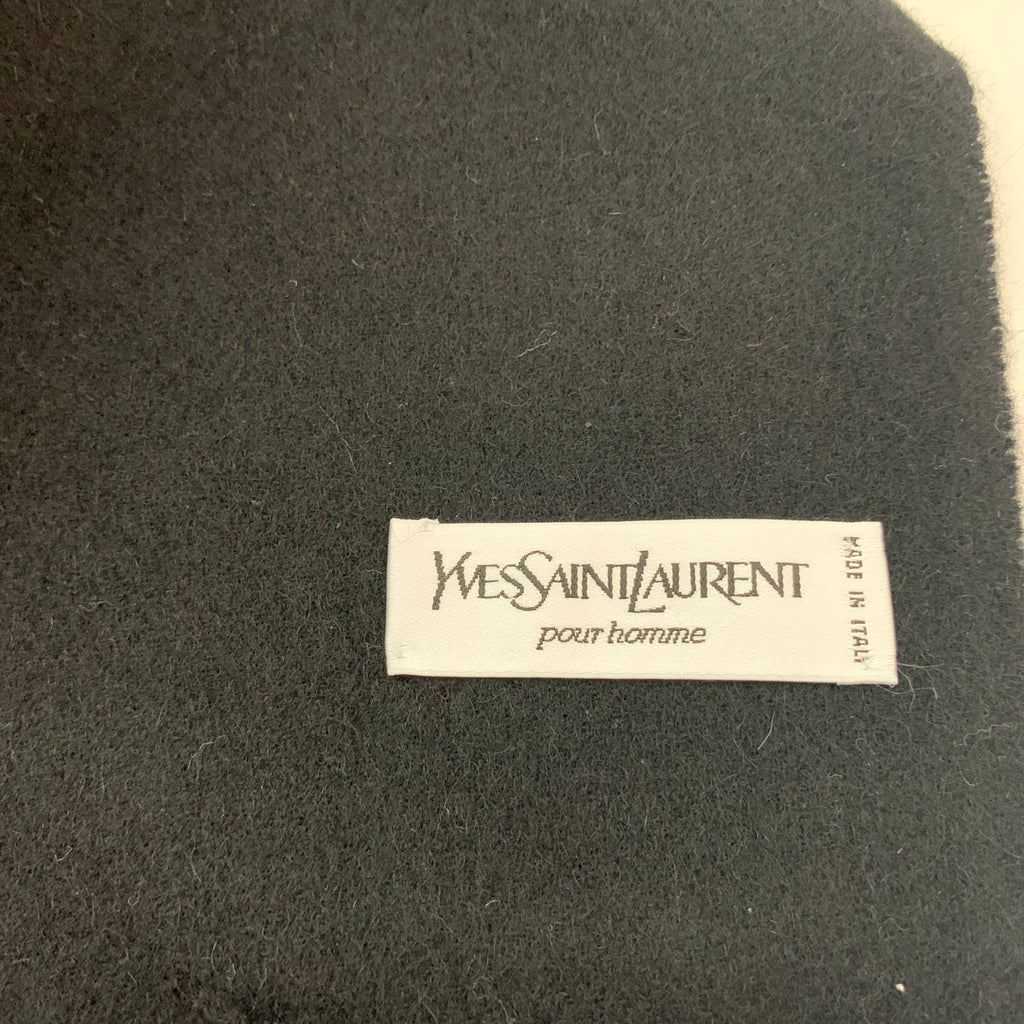 YVESSAINTLAURENT
pour homme
MADE IN ITALY